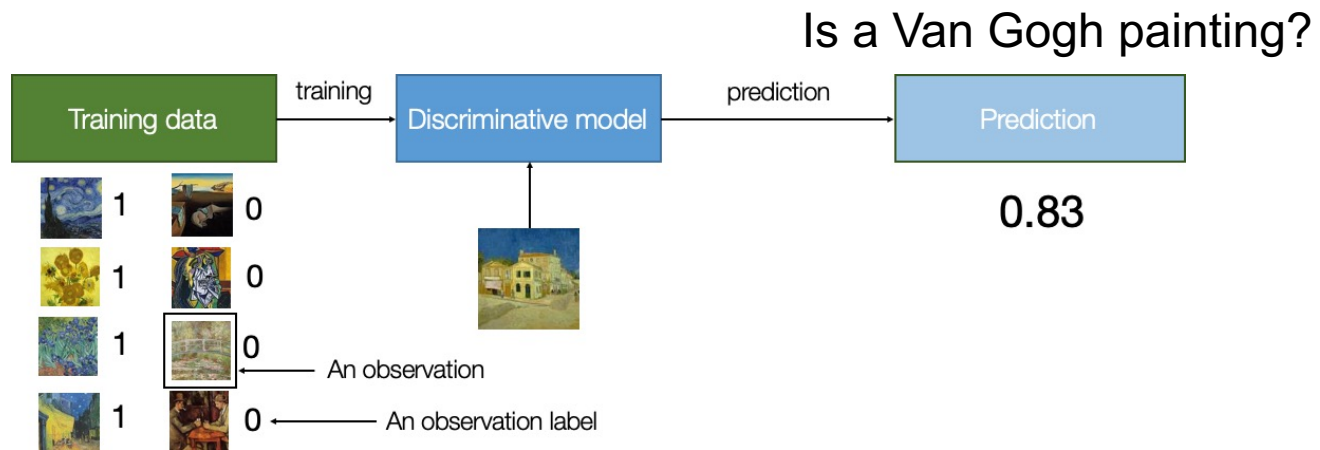 Is a Van Gogh painting?
Training data
training
Discriminative model
prediction
Prediction
1
0
0.83
1
0
1
0
An observation
1
0
An observation label